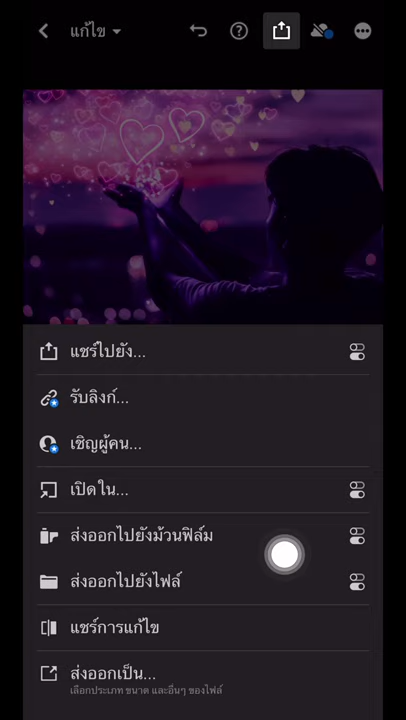 แก้ไข
แชร์ไปยัง...
รับลิงก์...
เชิญผู้คน...
เปิดใน...
ส่งออกไปยังม้วนฟิล์ม
ส่งออกไปยังไฟล์
แชร์การแก้ไข
ส่งออกเป็น...
เลือกประเภท ขนาด และอื่นๆ ของไฟล์